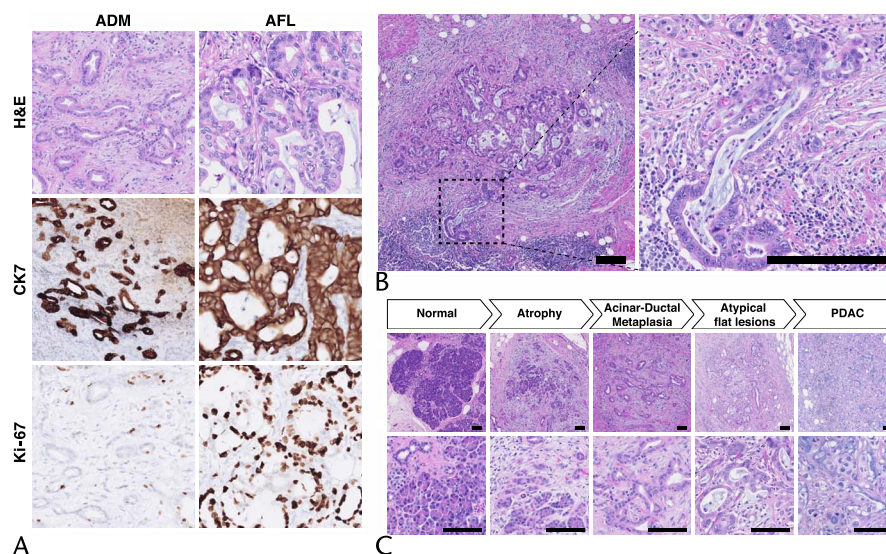 ADM AFL
H&E
CK7
Ki-67
A
B
Normal Atrophy Acinar-Ductal Metaplasia Atypical flat lesions PDAC
C